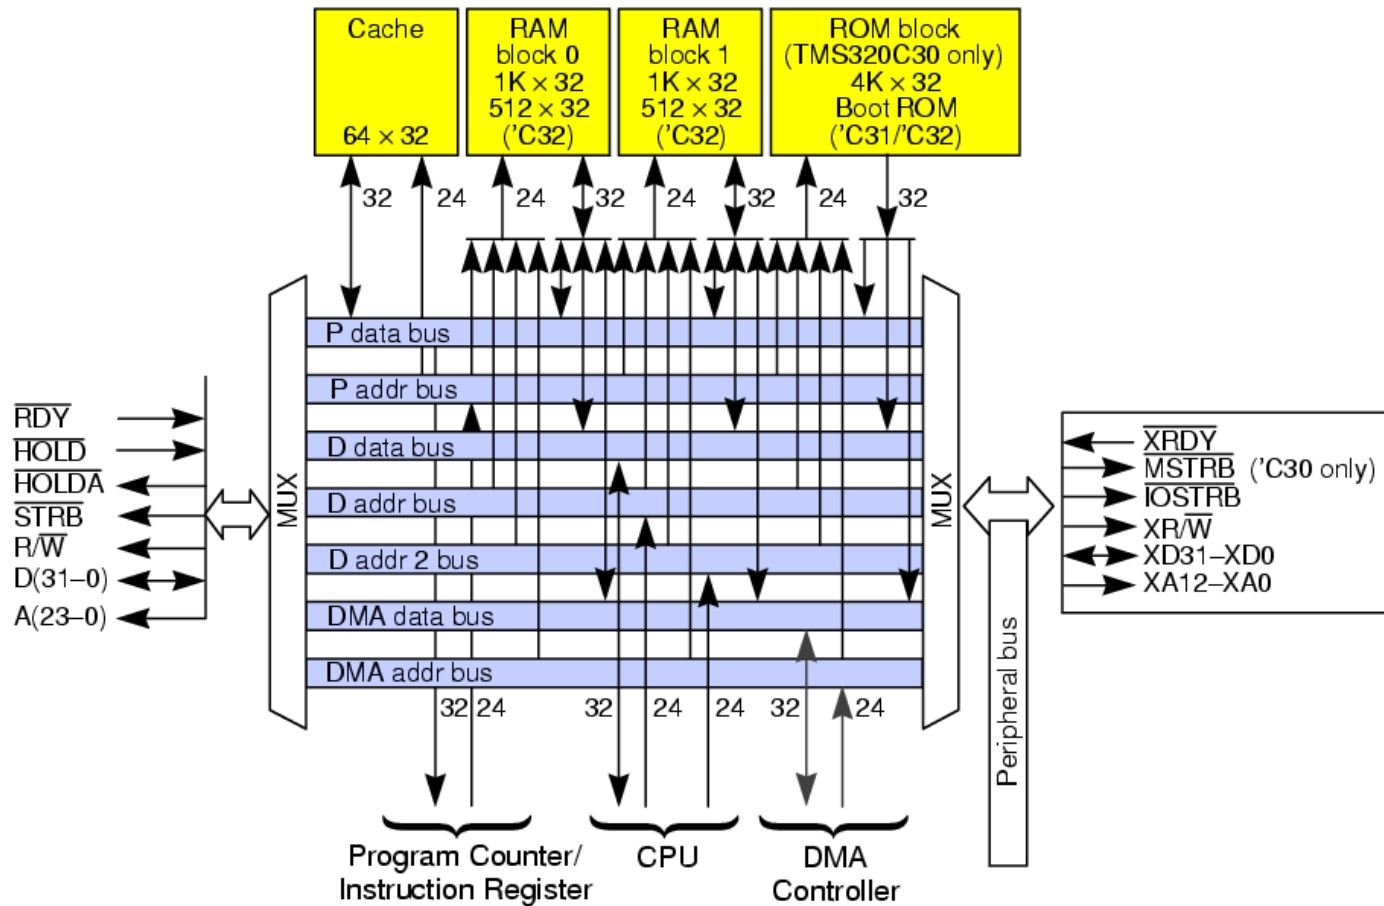 Cache
64 × 32
RAM
block 0
1K × 32
512 × 32
('C32)
RAM
block 1
1K × 32
512 × 32
('C32)
ROM block
(TMS320C30 only)
4K × 32
Boot ROM
('C31/'C32)
32
24
24
32
24
32
24
32
P data bus
P addr bus
D data bus
D addr bus
D addr 2 bus
DMA data bus
DMA addr bus
MUX
MUX
RDY
HOLD
HOLDA
STRB
R/W
D(31–0)
A(23–0)
XRDY
MSTRB ('C30 only)
IOSTRB
XR/W
XD31–XD0
XA12–XA0
Peripheral bus
32
24
32
24
24
32
24
Program Counter/
Instruction Register
CPU
DMA
Controller